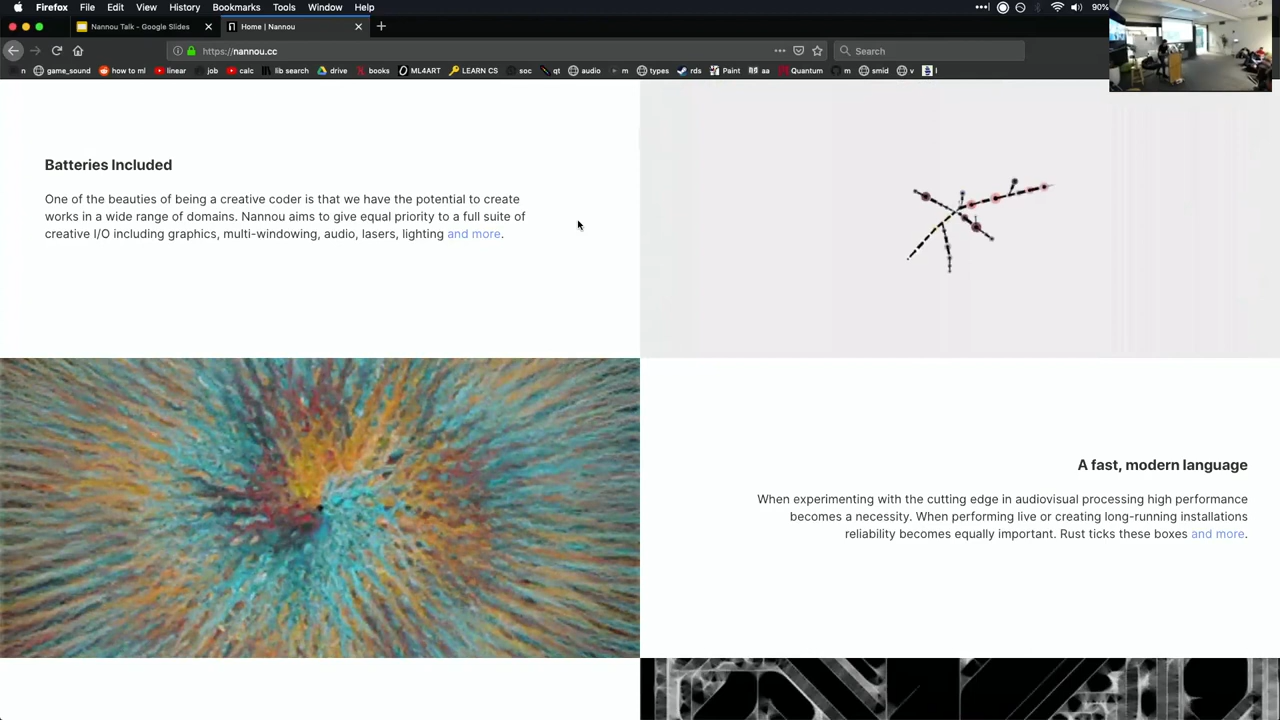 Firefox File Edit View History Bookmarks Tools Window Help 90%
Nannou Talk - Google Slides Home | Nannou
https://nannou.cc Search
n game_sound how to ml linear job calc lib search drive books ML4ART LEARN CS soc qt audio m types rds Paint aa Quantum m smid v l
Batteries Included
One of the beauties of being a creative coder is that we have the potential to create
works in a wide range of domains. Nannou aims to give equal priority to a full suite of
creative I/O including graphics, multi-windowing, audio, lasers, lighting and more.
A fast, modern language
When experimenting with the cutting edge in audiovisual processing high performance
becomes a necessity. When performing live or creating long-running installations
reliability becomes equally important. Rust ticks these boxes and more.